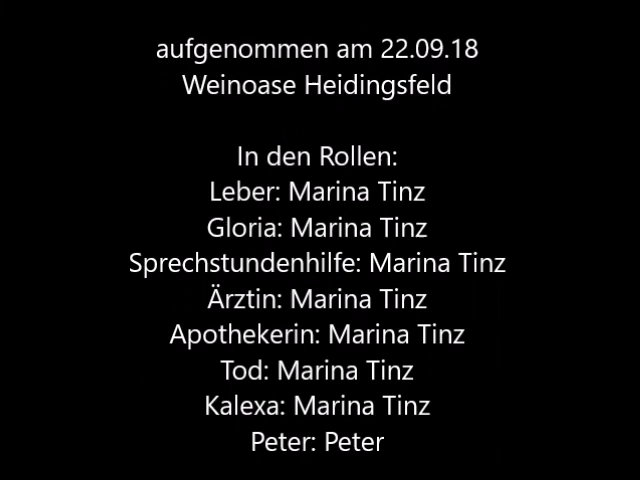 aufgenommen am 22.09.18
Weinoase Heidingsfeld
In den Rollen:
Leber: Marina Tinz
Gloria: Marina Tinz
Sprechstundenhilfe: Marina Tinz
Ärztin: Marina Tinz
Apothekerin: Marina Tinz
Tod: Marina Tinz
Kalexa: Marina Tinz
Peter: Peter